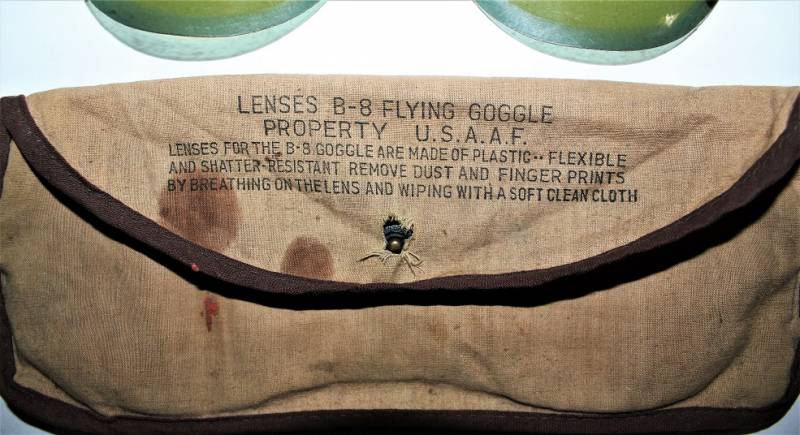 LENSES B-8 FLYING GOGGLE
PROPERTY U.S.A.A.F.
LENSES FOR THE B-8 GOGGLE ARE MADE OF PLASTIC-- FLEXIBLE
AND SHATTER-RESISTANT REMOVE DUST AND FINGER PRINTS
BY BREATHING ON THE LENS AND WIPING WITH A SOFT CLEAN CLOTH